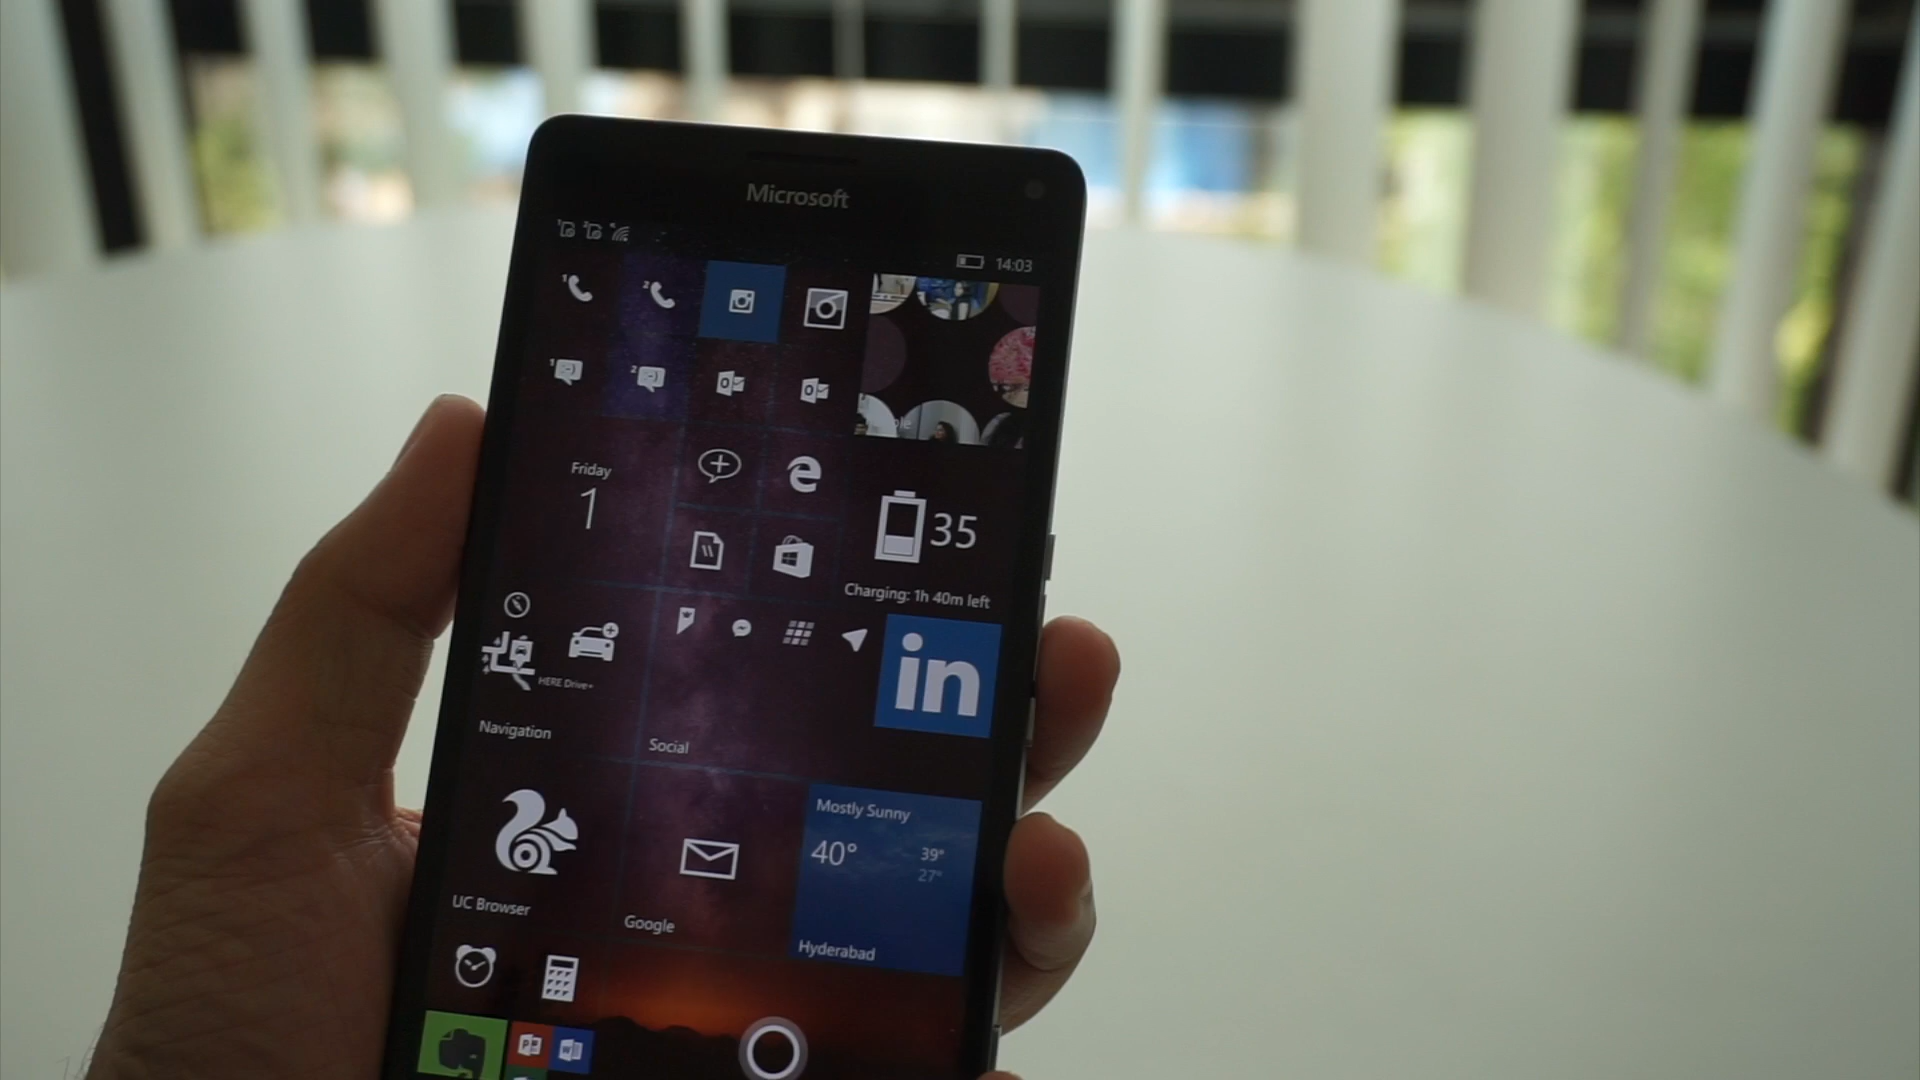 Microsoft
14:03
Friday
1
35
Charging: 1h 40m left
HERE Drive+
Navigation
Social
in
Mostly Sunny
40°
39°
27°
Hyderabad
UC Browser
Google